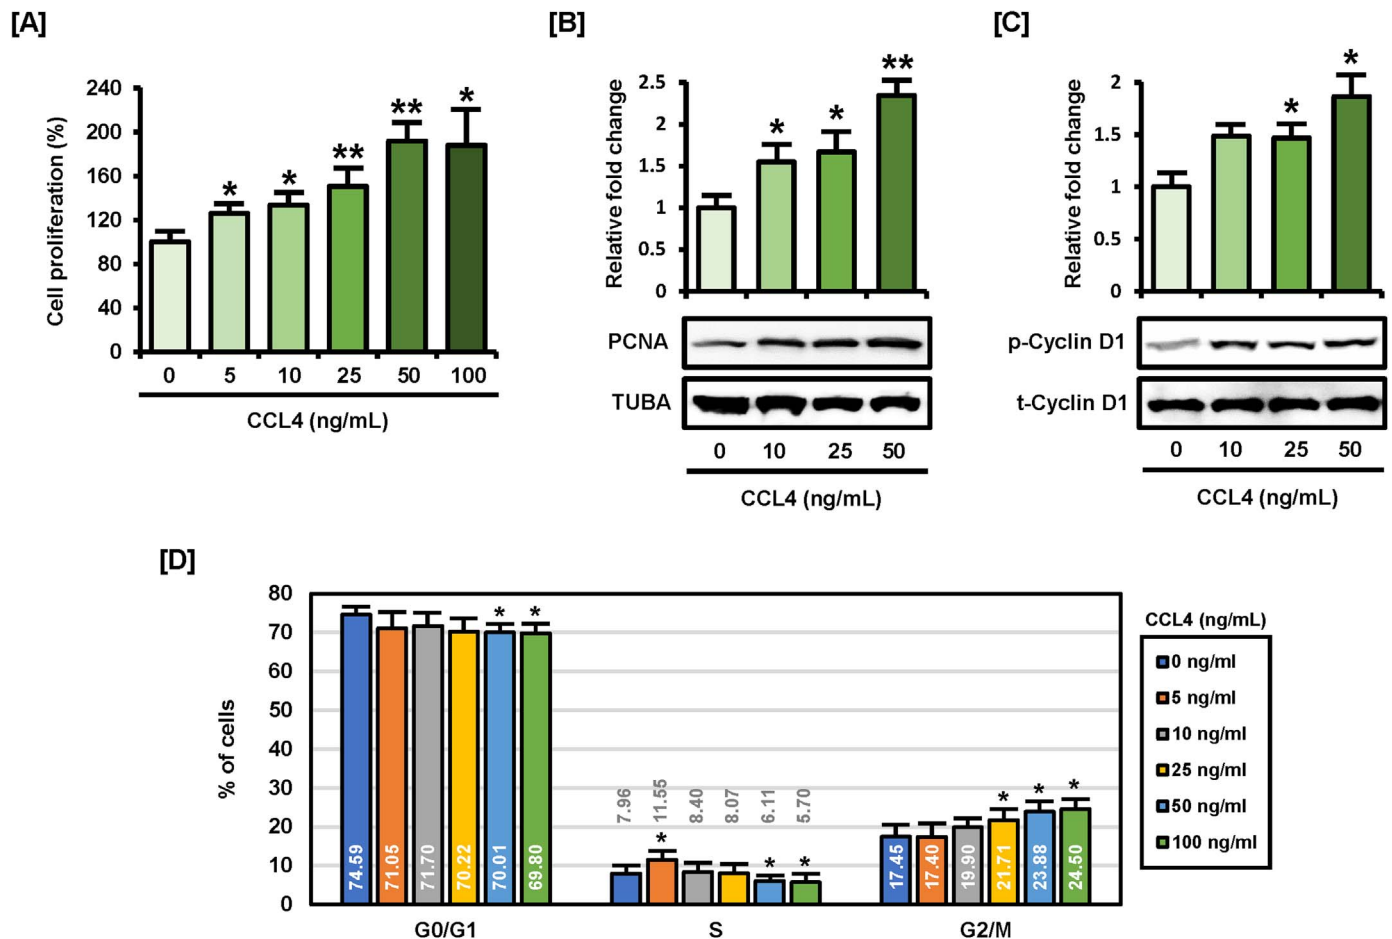 [A]
[B]
[C]
240
200
160
120
80
40
0
Cell proliferation (%)
*
*
**
**
*
0 5 10 25 50 100
CCL4 (ng/mL)
2.5
2
1.5
1
0.5
0
Relative fold change
*
*
**
PCNA
TUBA
0 10 25 50
CCL4 (ng/mL)
2
1.5
1
0.5
0
Relative fold change
*
*
p-Cyclin D1
t-Cyclin D1
0 10 25 50
CCL4 (ng/mL)
[D]
80
70
60
50
40
30
20
10
0
% of cells
* *
74.59 71.05 71.70 70.22 70.01 69.80
7.96 11.55 8.40 8.07 6.11 5.70
* * *
* * *
17.45 17.40 19.90 21.71 23.88 24.50
G0/G1 S G2/M
CCL4 (ng/mL)
0 ng/ml
5 ng/ml
10 ng/ml
25 ng/ml
50 ng/ml
100 ng/ml